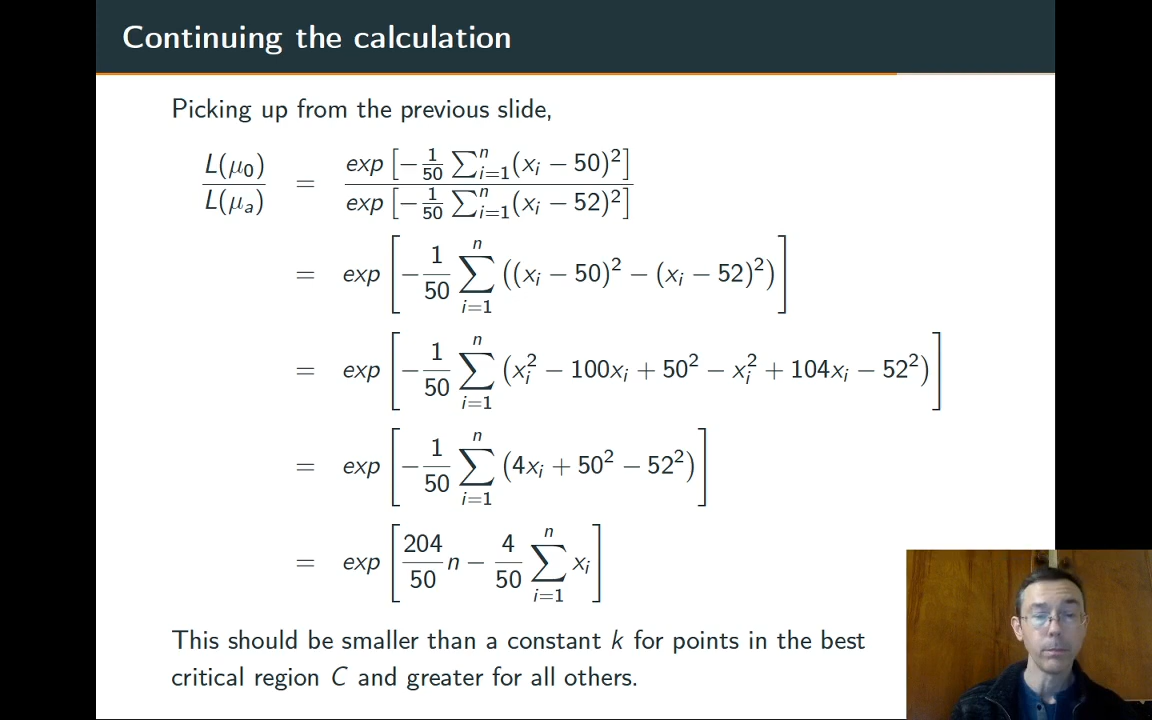 Continuing the calculation
Picking up from the previous slide,
L(μ₀)/L(μₐ) = exp[−1/50 ∑ⁿᵢ₌₁(xᵢ − 50)²] / exp[−1/50 ∑ⁿᵢ₌₁(xᵢ − 52)²]
= exp[−1/50 ∑ⁿᵢ₌₁ ((xᵢ − 50)² − (xᵢ − 52)²)]
= exp[−1/50 ∑ⁿᵢ₌₁ (xᵢ² − 100xᵢ + 50² − xᵢ² + 104xᵢ − 52²)]
= exp[−1/50 ∑ⁿᵢ₌₁ (4xᵢ + 50² − 52²)]
= exp[204/50 n − 4/50 ∑ⁿᵢ₌₁ xᵢ]
This should be smaller than a constant k for points in the best
critical region C and greater for all others.